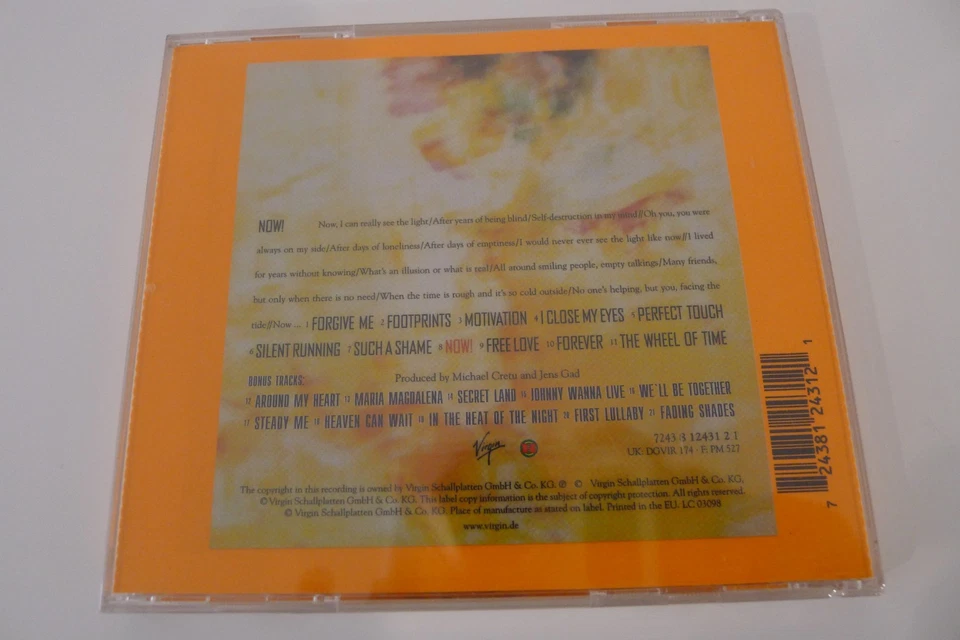 NOW! Now, I can really see the light/After years of being blind/Self-destruction in my mind//Oh you, you were
always on my side/After days of loneliness/After days of emptiness/I would never ever see the light like now//I lived
for years without knowing/What's an illusion or what is real/All around smiling people, empty talkings/Many friends,
but only when there is no need/When the time is rough and it's so cold outside/No one's helping, but you, facing the
tide//Now ... 1 FORGIVE ME 2 FOOTPRINTS 3 MOTIVATION 4 I CLOSE MY EYES 5 PERFECT TOUCH
6 SILENT RUNNING 7 SUCH A SHAME 8 NOW! 9 FREE LOVE 10 FOREVER 11 THE WHEEL OF TIME
Produced by Michael Cretu and Jens Gad
BONUS TRACKS:
12 AROUND MY HEART 13 MARIA MAGDALENA 14 SECRET LAND 15 JOHNNY WANNA LIVE 16 WE'LL BE TOGETHER
17 STEADY ME 18 HEAVEN CAN WAIT 19 IN THE HEAT OF THE NIGHT 20 FIRST LULLABY 21 FADING SHADES
Virgin
7243 8 12431 2 1
UK: DGVIR 174 · F: PM 527
The copyright in this recording is owned by Virgin Schallplatten GmbH & Co. KG. ℗ © Virgin Schallplatten GmbH & Co. KG.
© Virgin Schallplatten GmbH & Co. KG. This label copy information is the subject of copyright protection. All rights reserved.
© Virgin Schallplatten GmbH & Co. KG. Place of manufacture as stated on label. Printed in the EU/LC 03098
www.virgin.de
7 24381 24312 1